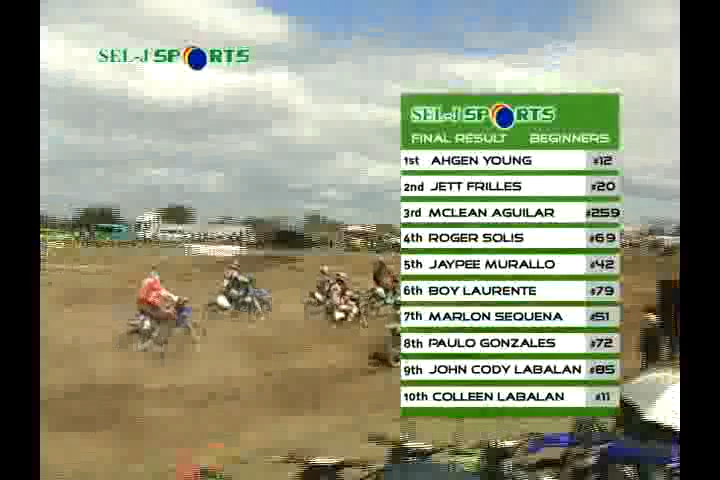 SEL-J SPORTS
SEL-J SPORTS
FINAL RESULT BEGINNERS
1st AHGEN YOUNG #12
2nd JETT FRILLES #20
3rd MCLEAN AGUILAR #259
4th ROGER SOLIS #69
5th JAYPEE MURALLO #42
6th BOY LAURENTE #79
7th MARLON SEQUENA #51
8th PAULO GONZALES #72
9th JOHN CODY LABALAN #85
10th COLLEEN LABALAN #11